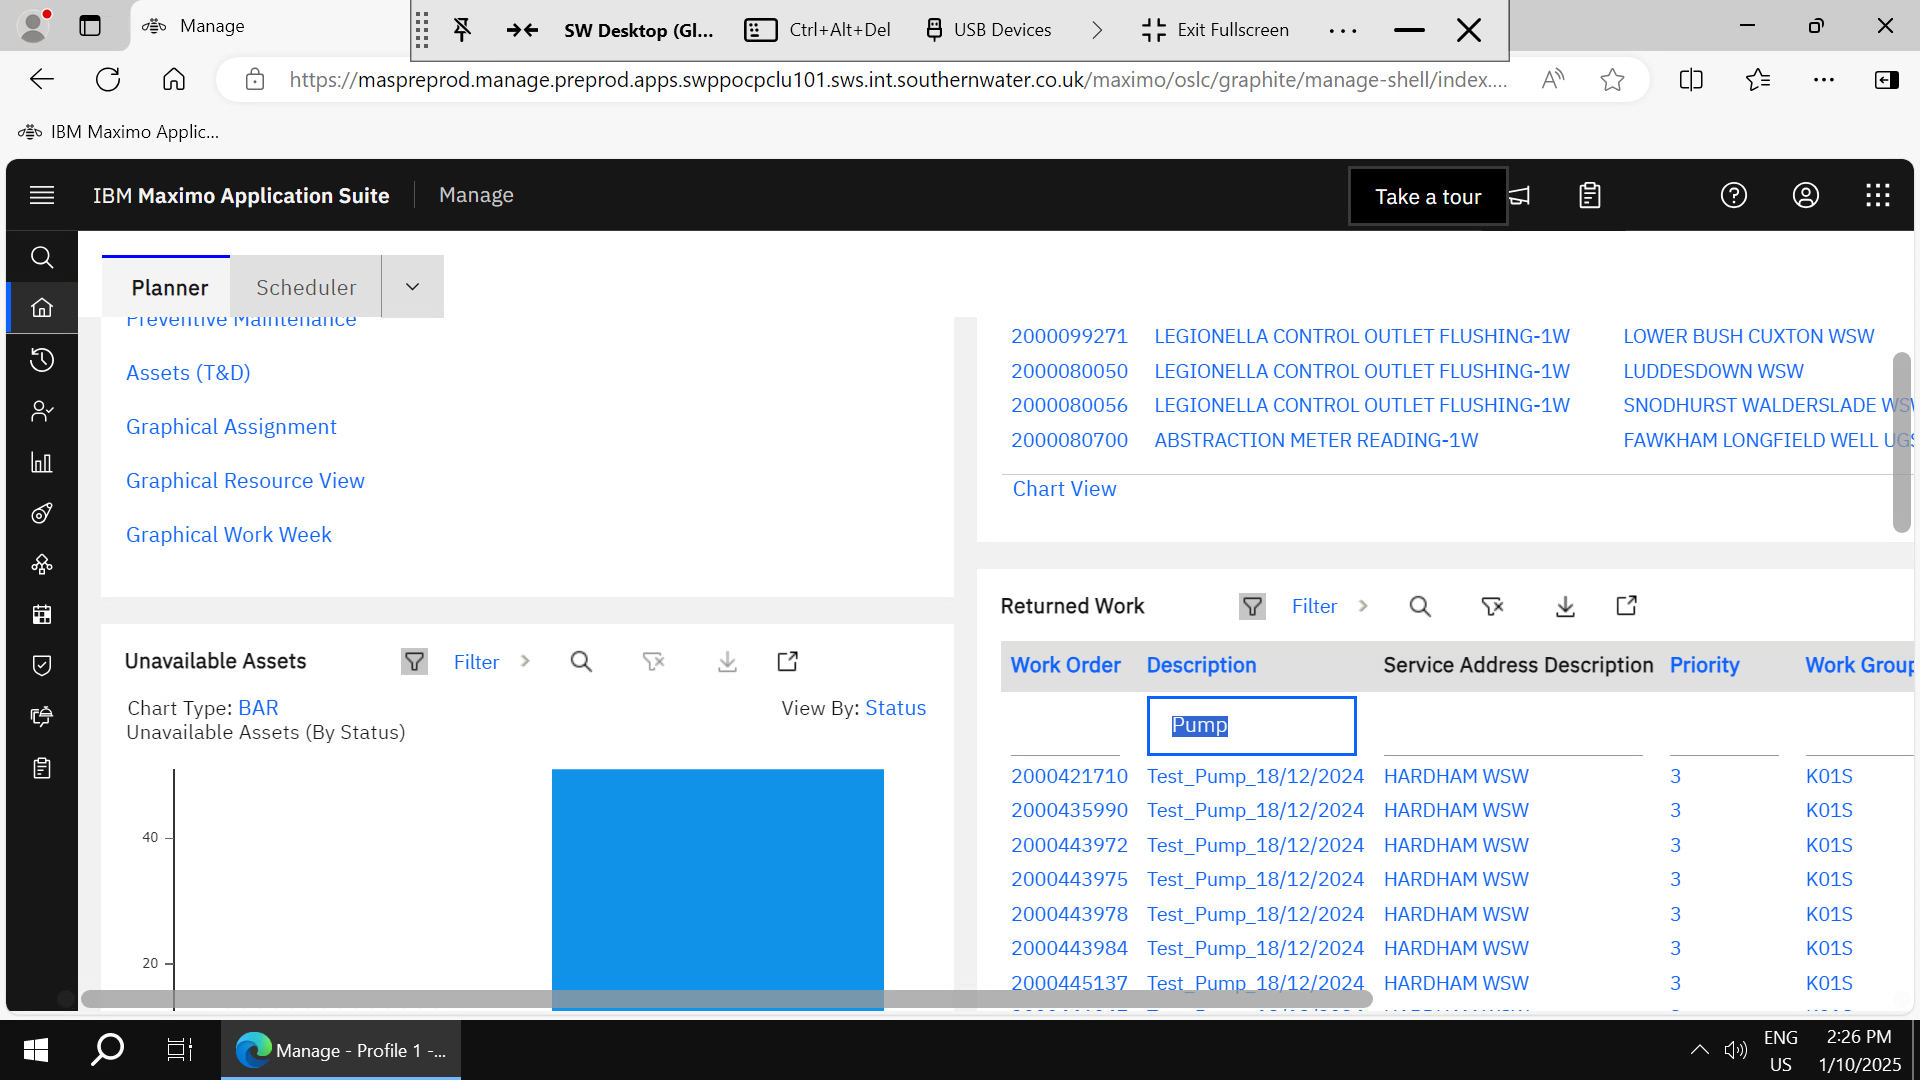 Manage
SW Desktop (Gl...
Ctrl+Alt+Del
USB Devices
Exit Fullscreen
https://maspreprod.manage.preprod.apps.swppocpclu101.sws.int.southernwater.co.uk/maximo/oslc/graphite/manage-shell/index....
IBM Maximo Applic...
IBM Maximo Application Suite
Manage
Take a tour
Planner
Scheduler
Preventive Maintenance
Assets (T&D)
Graphical Assignment
Graphical Resource View
Graphical Work Week
2000099271 LEGIONELLA CONTROL OUTLET FLUSHING-1W LOWER BUSH CUXTON WSW
2000080050 LEGIONELLA CONTROL OUTLET FLUSHING-1W LUDDESDOWN WSW
2000080056 LEGIONELLA CONTROL OUTLET FLUSHING-1W SNODHURST WALDERSLADE WSW
2000080700 ABSTRACTION METER READING-1W FAWKHAM LONGFIELD WELL UGS
Chart View
Unavailable Assets
Filter
Chart Type: BAR
View By: Status
Unavailable Assets (By Status)
40
20
Returned Work
Filter
Work Order Description Service Address Description Priority Work Group
Pump
2000421710 Test_Pump_18/12/2024 HARDHAM WSW 3 K01S
2000435990 Test_Pump_18/12/2024 HARDHAM WSW 3 K01S
2000443972 Test_Pump_18/12/2024 HARDHAM WSW 3 K01S
2000443975 Test_Pump_18/12/2024 HARDHAM WSW 3 K01S
2000443978 Test_Pump_18/12/2024 HARDHAM WSW 3 K01S
2000443984 Test_Pump_18/12/2024 HARDHAM WSW 3 K01S
2000445137 Test_Pump_18/12/2024 HARDHAM WSW 3 K01S
Manage - Profile 1 -...
ENG
US
2:26 PM
1/10/2025